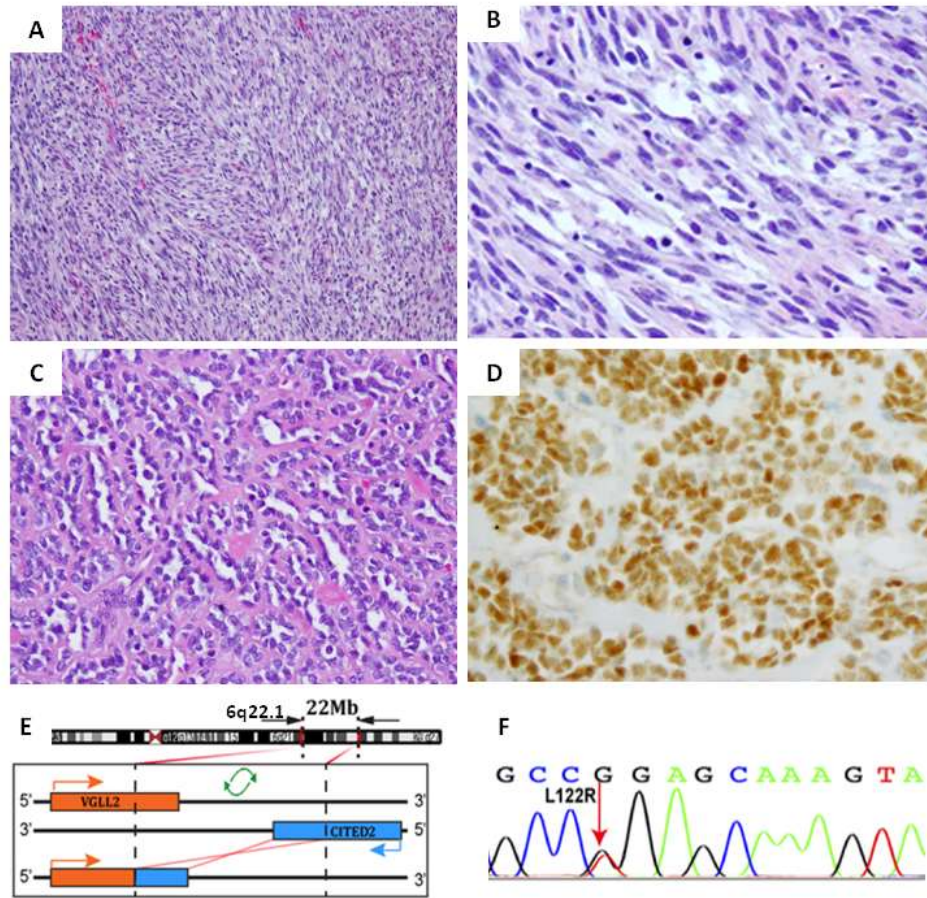 A
B
C
D
E
6q22.1
22Mb
5'
VGLL2
3'
3'
CITED2
5'
5'
3'
F
G C C G G A G C A A A G T A
L122R